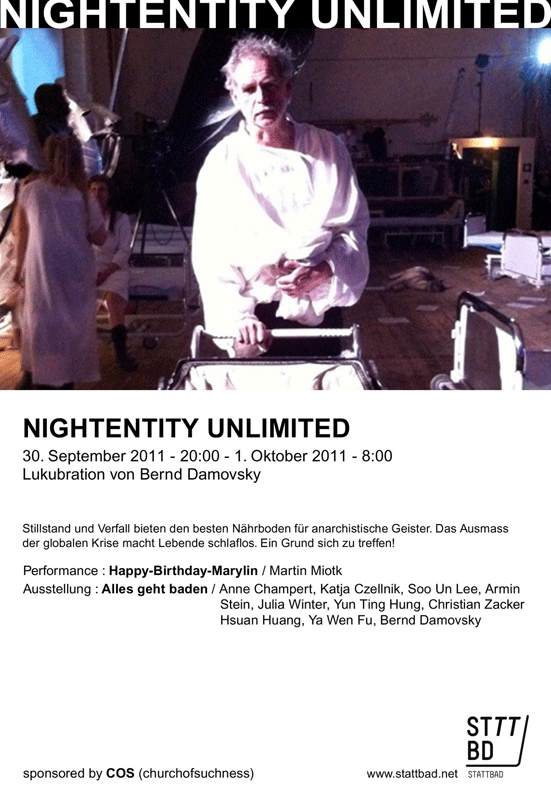 NIGHTENTITY UNLIMITED
NIGHTENTITY UNLIMITED
30. September 2011 - 20:00 - 1. Oktober 2011 - 8:00
Lukubration von Bernd Damovsky
Stillstand und Verfall bieten den besten Nährboden für anarchistische Geister. Das Ausmass
der globalen Krise macht Lebende schlaflos. Ein Grund sich zu treffen!
Performance : Happy-Birthday-Marylin / Martin Miotk
Ausstellung : Alles geht baden / Anne Champert, Katja Czellnik, Soo Un Lee, Armin
Stein, Julia Winter, Yun Ting Hung, Christian Zacker
Hsuan Huang, Ya Wen Fu, Bernd Damovsky
STTT
BD
STATTBAD
sponsored by COS (churchofsuchness)
www.stattbad.net